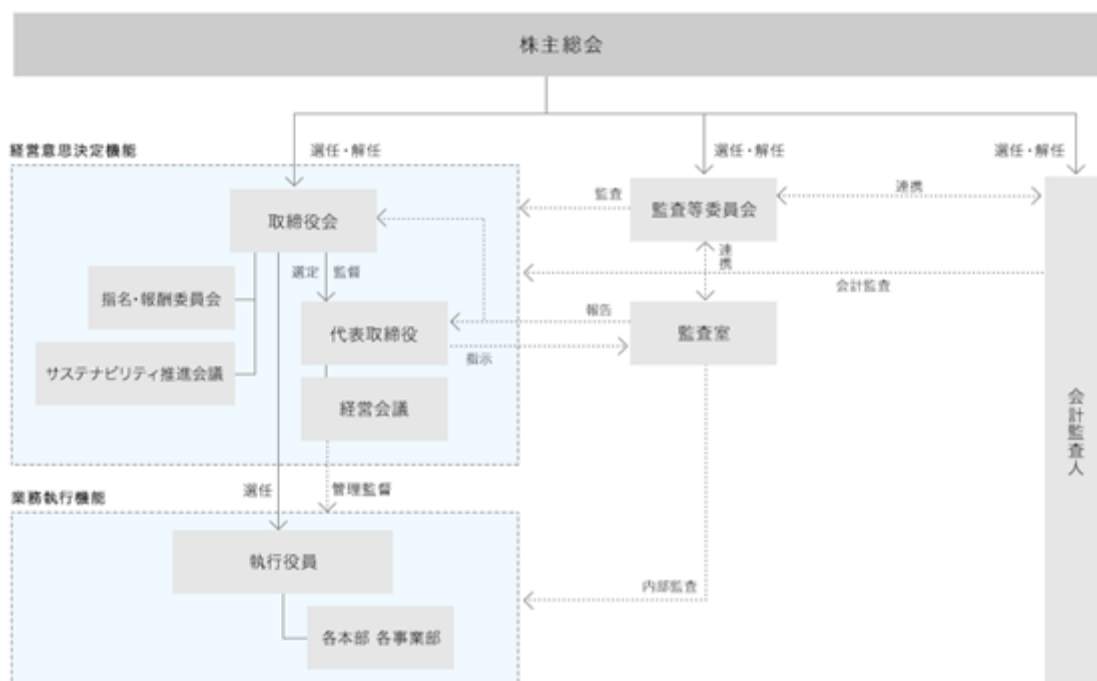 株主総会
経営意思決定機能
選任・解任
選任・解任
選任・解任
取締役会
監査
監査等委員会
連携
選定
監督
連携
指名・報酬委員会
会計監査
代表取締役
報告
監査室
指示
サステナビリティ推進会議
経営会議
会計監査人
選任
管理監督
業務執行機能
執行役員
内部監査
各本部 各事業部